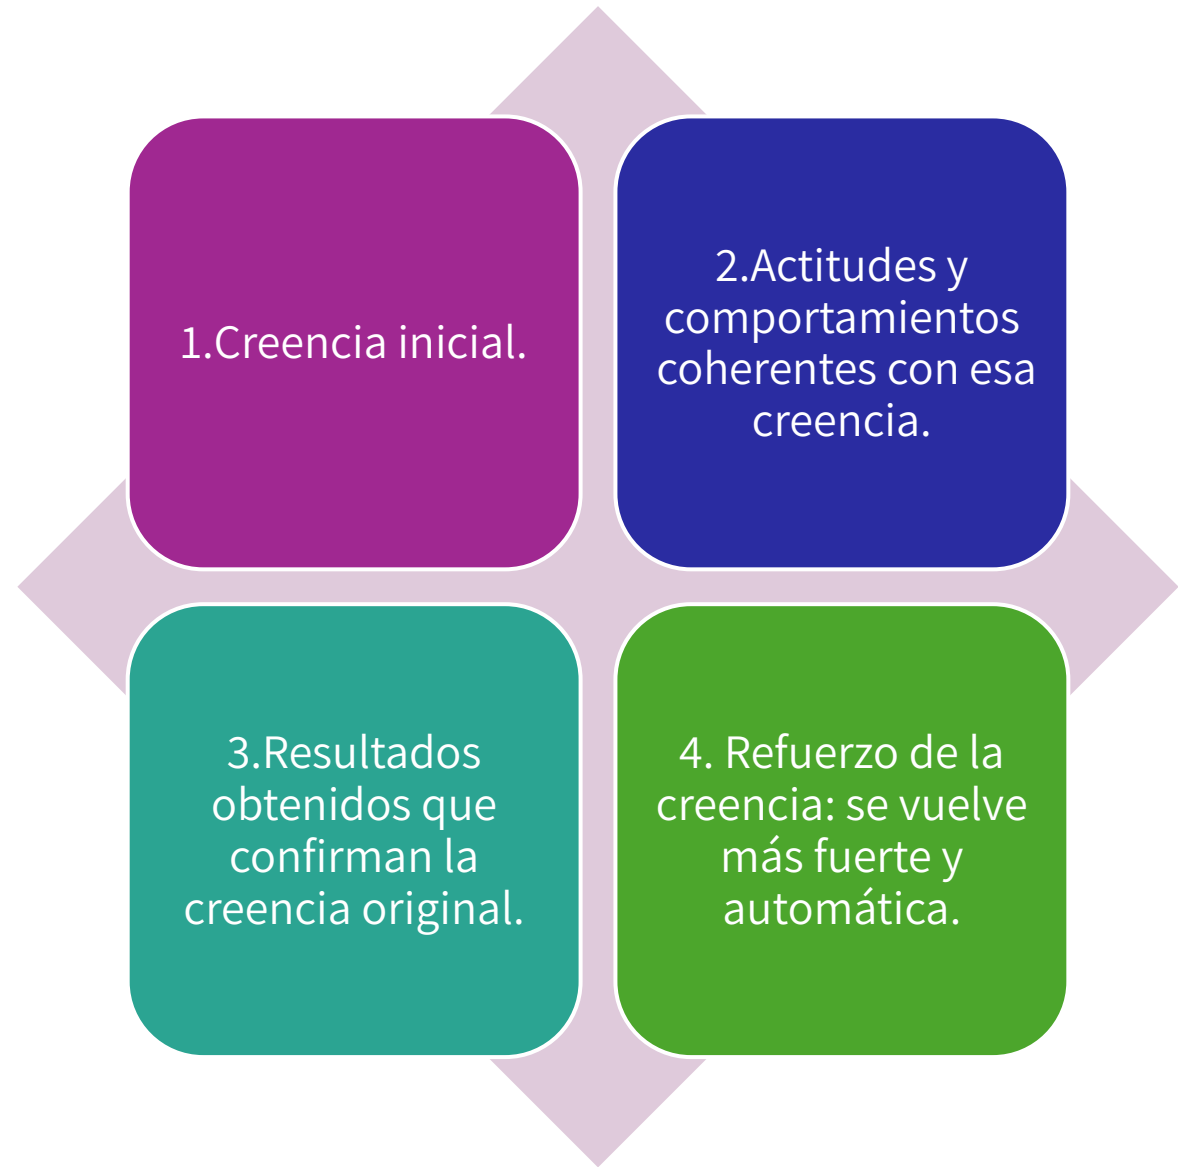 1.Creencia inicial.
2.Actitudes y
comportamientos
coherentes con esa
creencia.
3.Resultados
obtenidos que
confirman la
creencia original.
4. Refuerzo de la
creencia: se vuelve
más fuerte y
automática.